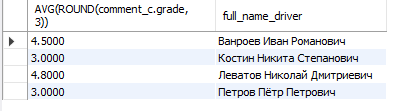 AVG(ROUND(comment_c.grade, 3)) full_name_driver
4.5000 Ванроев Иван Романович
3.0000 Костин Никита Степанович
4.8000 Леватов Николай Дмитриевич
3.0000 Петров Пётр Петрович